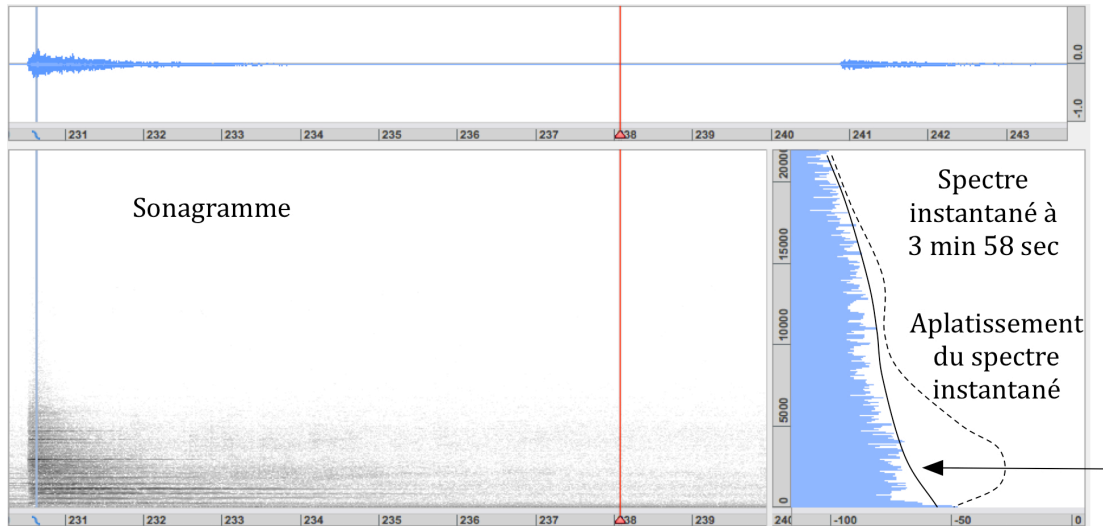 0.0
-1.0
231 232 233 234 235 236 237 238 239 240 241 242 243
Sonagramme
20000
15000
10000
5000
0
Spectre
instantané à
3 min 58 sec
Aplatissement
du spectre
instantané
231 232 233 234 235 236 237 238 239 240 -100 -50 0